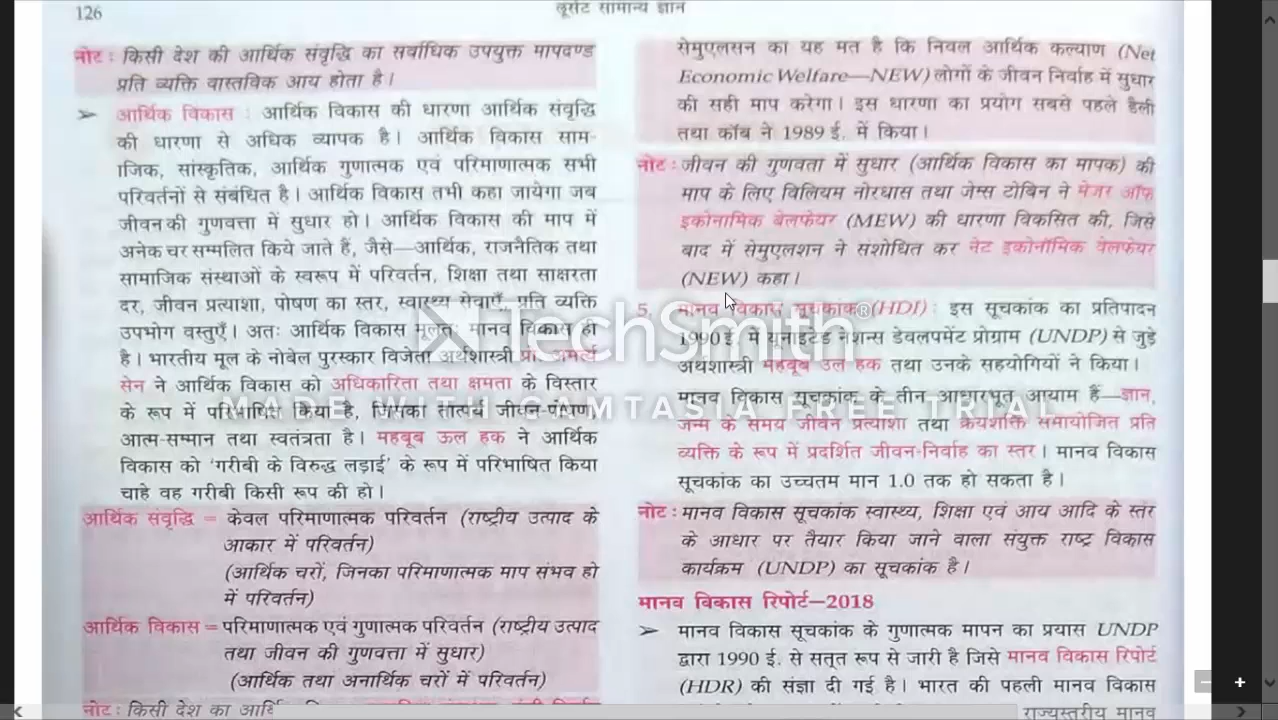 126
लूसेंट सामान्य ज्ञान
नोट : किसी देश की आर्थिक संवृद्धि का सर्वाधिक उपयुक्त मापदण्ड
प्रति व्यक्ति वास्तविक आय होता है।
➤ आर्थिक विकास : आर्थिक विकास की धारणा आर्थिक संवृद्धि
की धारणा से अधिक व्यापक है। आर्थिक विकास साम-
ाजिक, सांस्कृतिक, आर्थिक गुणात्मक एवं परिमाणात्मक सभी
परिवर्तनों से संबंधित है। आर्थिक विकास तभी कहा जायेगा जब
जीवन की गुणवत्ता में सुधार हो। आर्थिक विकास की माप में
अनेक चर सम्मलित किये जाते हैं, जैसे—आर्थिक, राजनैतिक तथा
सामाजिक संस्थाओं के स्वरूप में परिवर्तन, शिक्षा तथा साक्षरता
दर, जीवन प्रत्याशा, पोषण का स्तर, स्वास्थ्य सेवाएँ, प्रति व्यक्ति
उपभोग वस्तुएँ। अतः आर्थिक विकास मूलतः मानव विकास ही
है। भारतीय मूल के नोबेल पुरस्कार विजेता अर्थशास्त्री प्रो. अमर्त्य
सेन ने आर्थिक विकास को अधिकारिता तथा क्षमता के विस्तार
के रूप में परिभाषित किया है, जिसका तात्पर्य जीवन-पोषण,
आत्म-सम्मान तथा स्वतंत्रता है। महबूब ऊल हक ने आर्थिक
विकास को ‘गरीबी के विरुद्ध लड़ाई’ के रूप में परिभाषित किया
चाहे वह गरीबी किसी रूप की हो।
आर्थिक संवृद्धि = केवल परिमाणात्मक परिवर्तन (राष्ट्रीय उत्पाद के
आकार में परिवर्तन)
(आर्थिक चरों, जिनका परिमाणात्मक माप संभव हो
में परिवर्तन)
आर्थिक विकास = परिमाणात्मक एवं गुणात्मक परिवर्तन (राष्ट्रीय उत्पाद
तथा जीवन की गुणवत्ता में सुधार)
(आर्थिक तथा अनार्थिक चरों में परिवर्तन)
नोट : किसी देश का
सेमुएलसन का यह मत है कि निवल आर्थिक कल्याण (Net
Economic Welfare—NEW) लोगों के जीवन निर्वाह में सुधार
की सही माप करेगा। इस धारणा का प्रयोग सबसे पहले हैली
तथा कॉब ने 1989 ई. में किया।
नोट : जीवन की गुणवता में सुधार (आर्थिक विकास का मापक) की
माप के लिए विलियम नोरधास तथा जेम्स टोबिन ने मेजर ऑफ
इकोनामिक वेलफेयर (MEW) की धारणा विकसित की, जिसे
बाद में सेमुएलशन ने संशोधित कर नेट इकोनॉमिक वेलफेयर
(NEW) कहा।
5. मानव विकास सूचकांक (HDI) : इस सूचकांक का प्रतिपादन
1990 ई. में यूनाइटेड नेशन्स डेवलपमेंट प्रोग्राम (UNDP) से जुड़े
अर्थशास्त्री महबूब उल हक तथा उनके सहयोगियों ने किया।
मानव विकास सूचकांक के तीन आधारभूत आयाम हैं—ज्ञान,
जन्म के समय जीवन प्रत्याशा तथा क्रयशक्ति समायोजित प्रति
व्यक्ति के रूप में प्रदर्शित जीवन-निर्वाह का स्तर। मानव विकास
सूचकांक का उच्चतम मान 1.0 तक हो सकता है।
नोट : मानव विकास सूचकांक स्वास्थ्य, शिक्षा एवं आय आदि के स्तर
के आधार पर तैयार किया जाने वाला संयुक्त राष्ट्र विकास
कार्यक्रम (UNDP) का सूचकांक है।
मानव विकास रिपोर्ट—2018
➤ मानव विकास सूचकांक के गुणात्मक मापन का प्रयास UNDP
द्वारा 1990 ई. से सतत् रूप से जारी है जिसे मानव विकास रिपोर्ट
(HDR) की संज्ञा दी गई है। भारत की पहली मानव विकास
राज्यस्तरीय मानव
TechSmith®
MADE WITH CAMTASIA FREE TRIAL